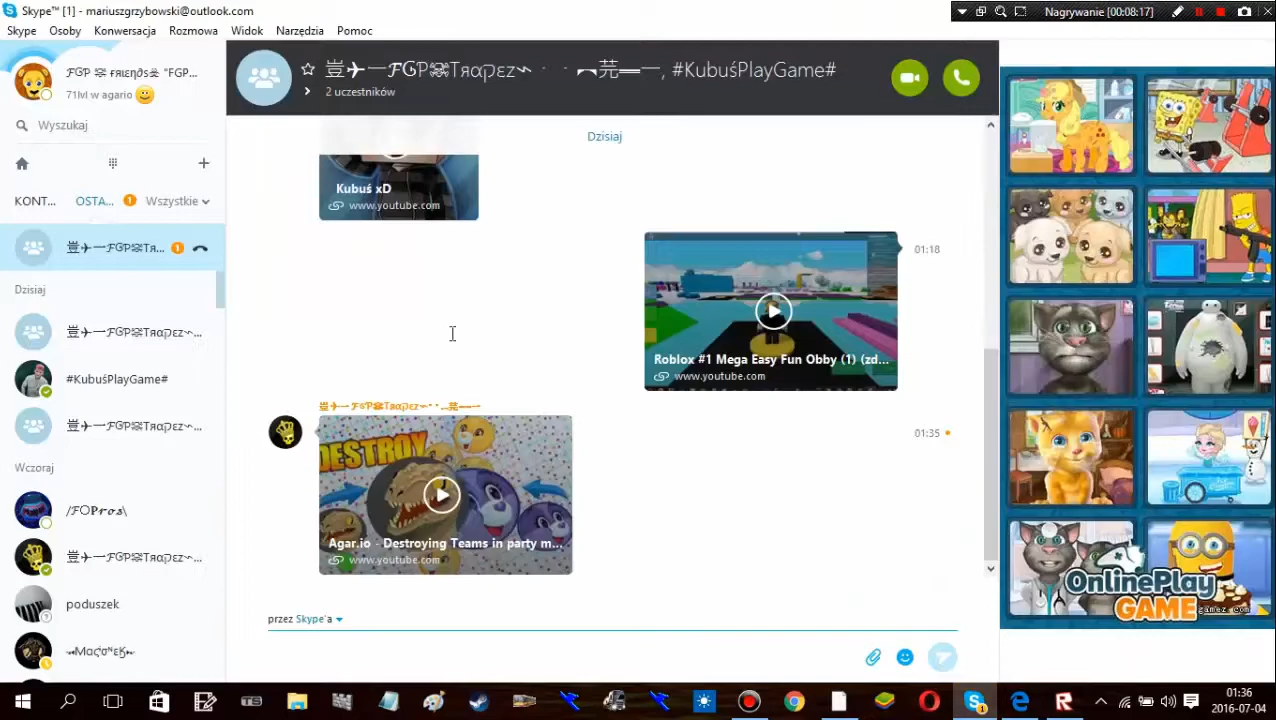 Skype™ [1] - mariuszgrzybowski@outlook.com
Nagrywanie [00:08:17]
Skype Osoby Konwersacja Rozmowa Widok Narzędzia Pomoc
71lvl w agario
#KubuśPlayGame#
2 uczestników
Wyszukaj
Dzisiaj
KONT... OSTA... 1 Wszystkie
1
Kubuś xD
www.youtube.com
01:18
Roblox #1 Mega Easy Fun Obby (1) (zd...
www.youtube.com
Dzisiaj
#KubuśPlayGame#
Wczoraj
poduszek
01:35
DESTROY
Agar.io - Destroying Teams in party m...
www.youtube.com
przez Skype'a
OnlinePlay
GAME
gamez.com
01:36
2016-07-04